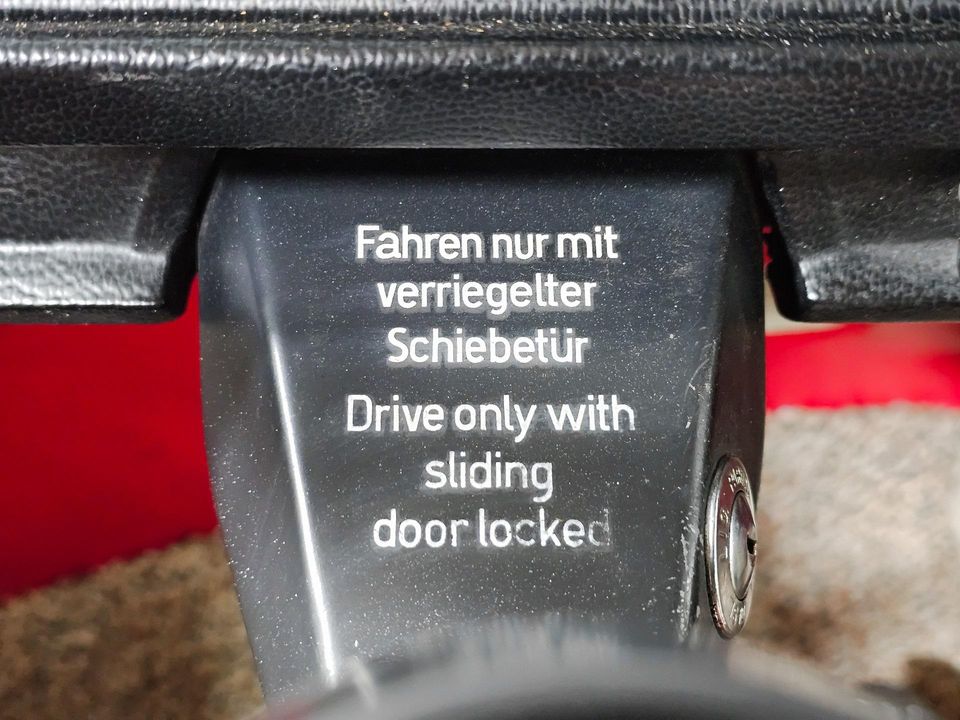 Fahren nur mit
verriegelter
Schiebetür
Drive only with
sliding
door locked